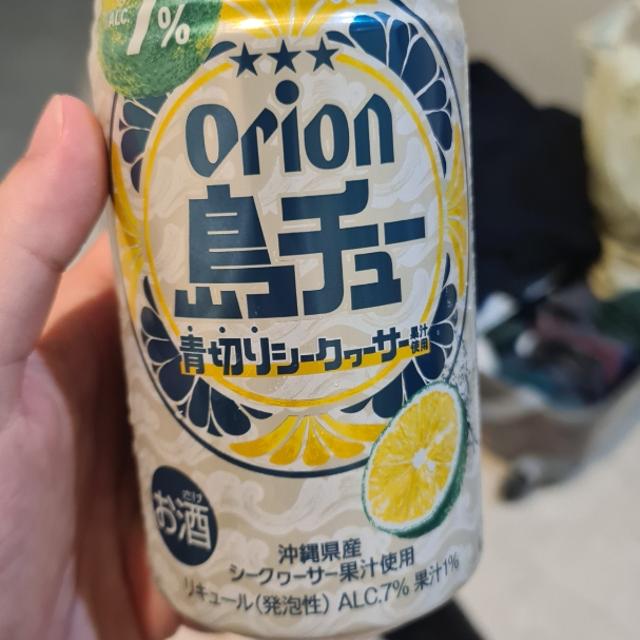 ALC. 7%
★★★
orion
島チュー
青切りシークヮーサー果汁使用
さけ
お酒
沖縄県産
シークヮーサー果汁使用
リキュール(発泡性) ALC.7% 果汁1%